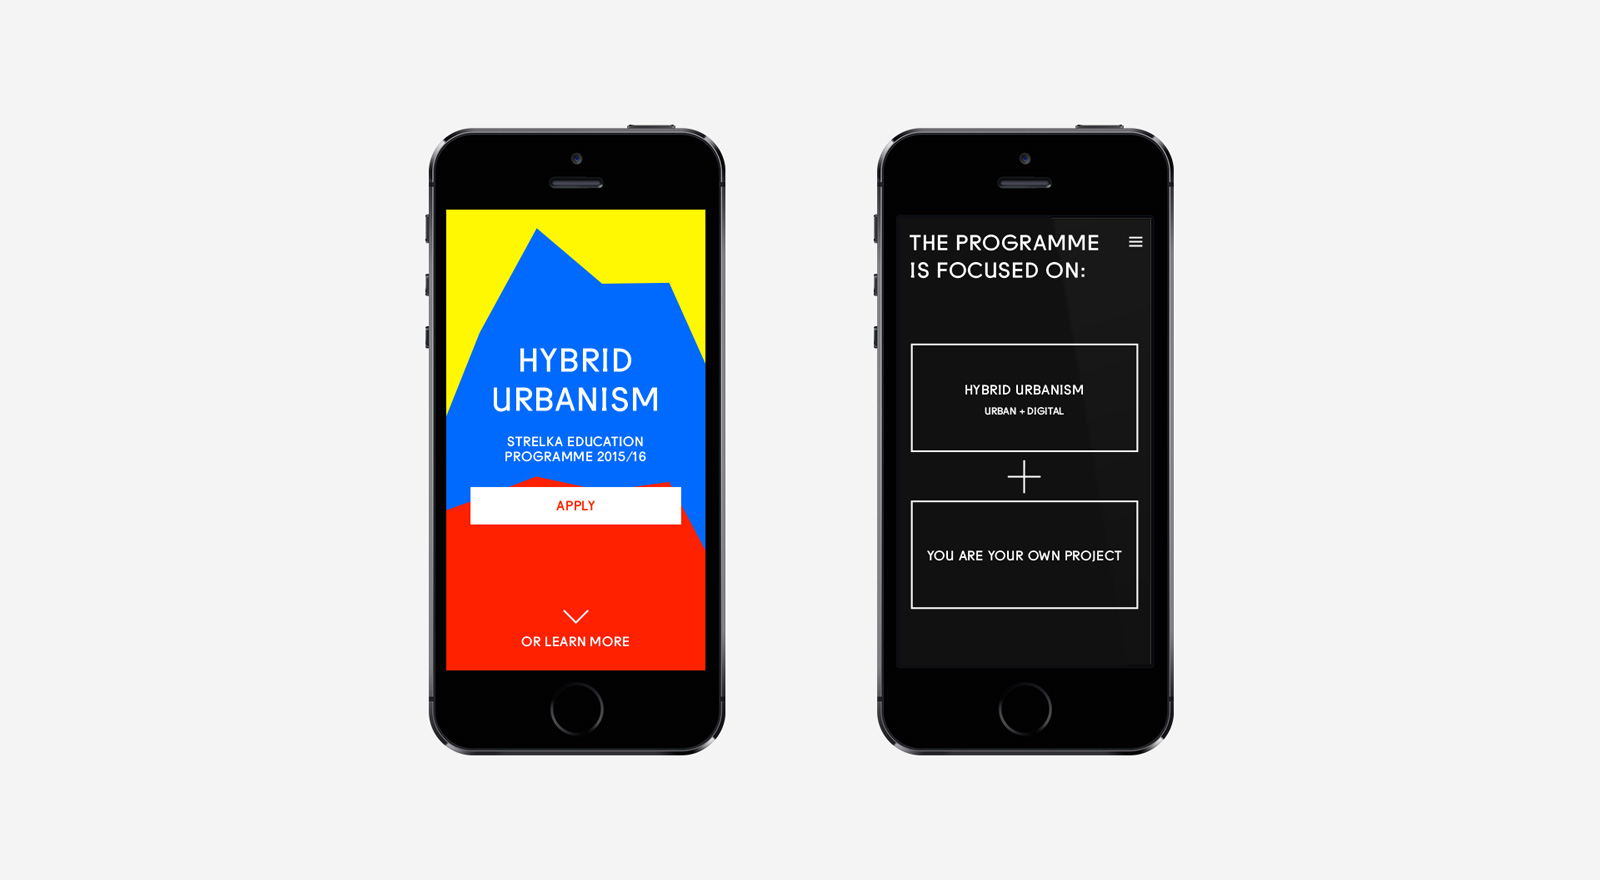 HYBRID
URBANISM
STRELKA EDUCATION
PROGRAMME 2015/16
APPLY
OR LEARN MORE
THE PROGRAMME
IS FOCUSED ON:
HYBRID URBANISM
URBAN + DIGITAL
YOU ARE YOUR OWN PROJECT